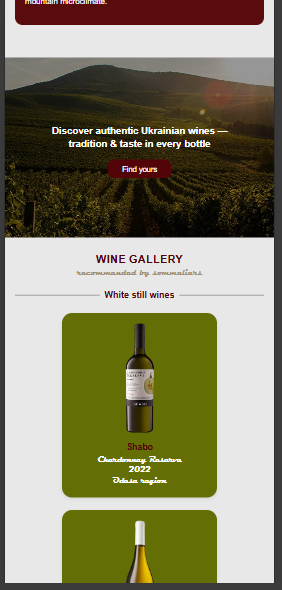 mountain microclimate.
Discover authentic Ukrainian wines —
tradition & taste in every bottle
Find yours
WINE GALLERY
recommended by sommeliers
White still wines
Shabo
Chardonnay Reserve
2022
Odesa region